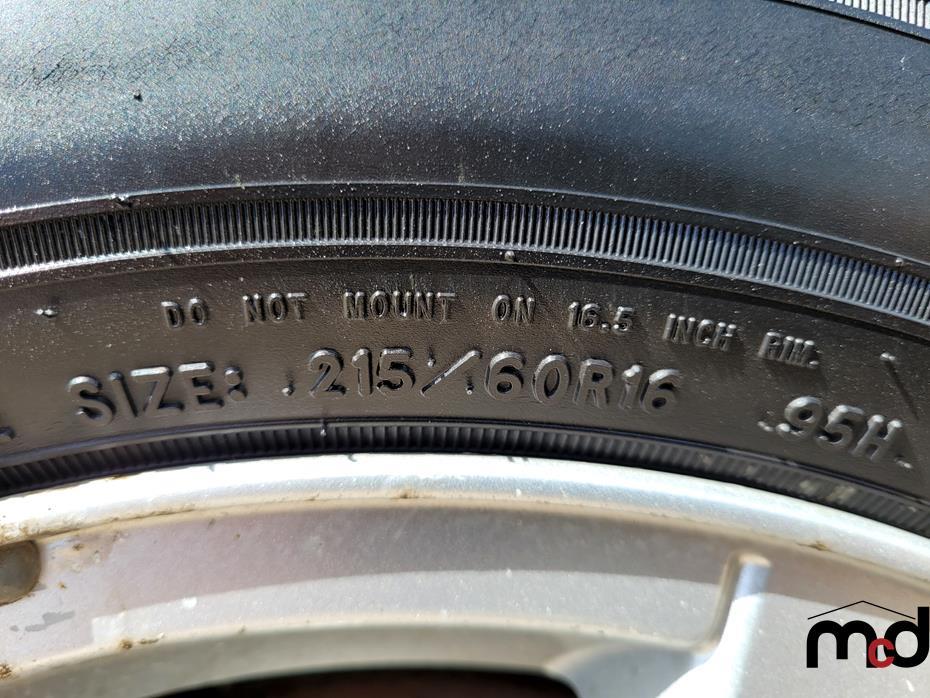 DO NOT MOUNT ON 16.5 INCH RIM.
SIZE: 215/60R16 95H
mcd